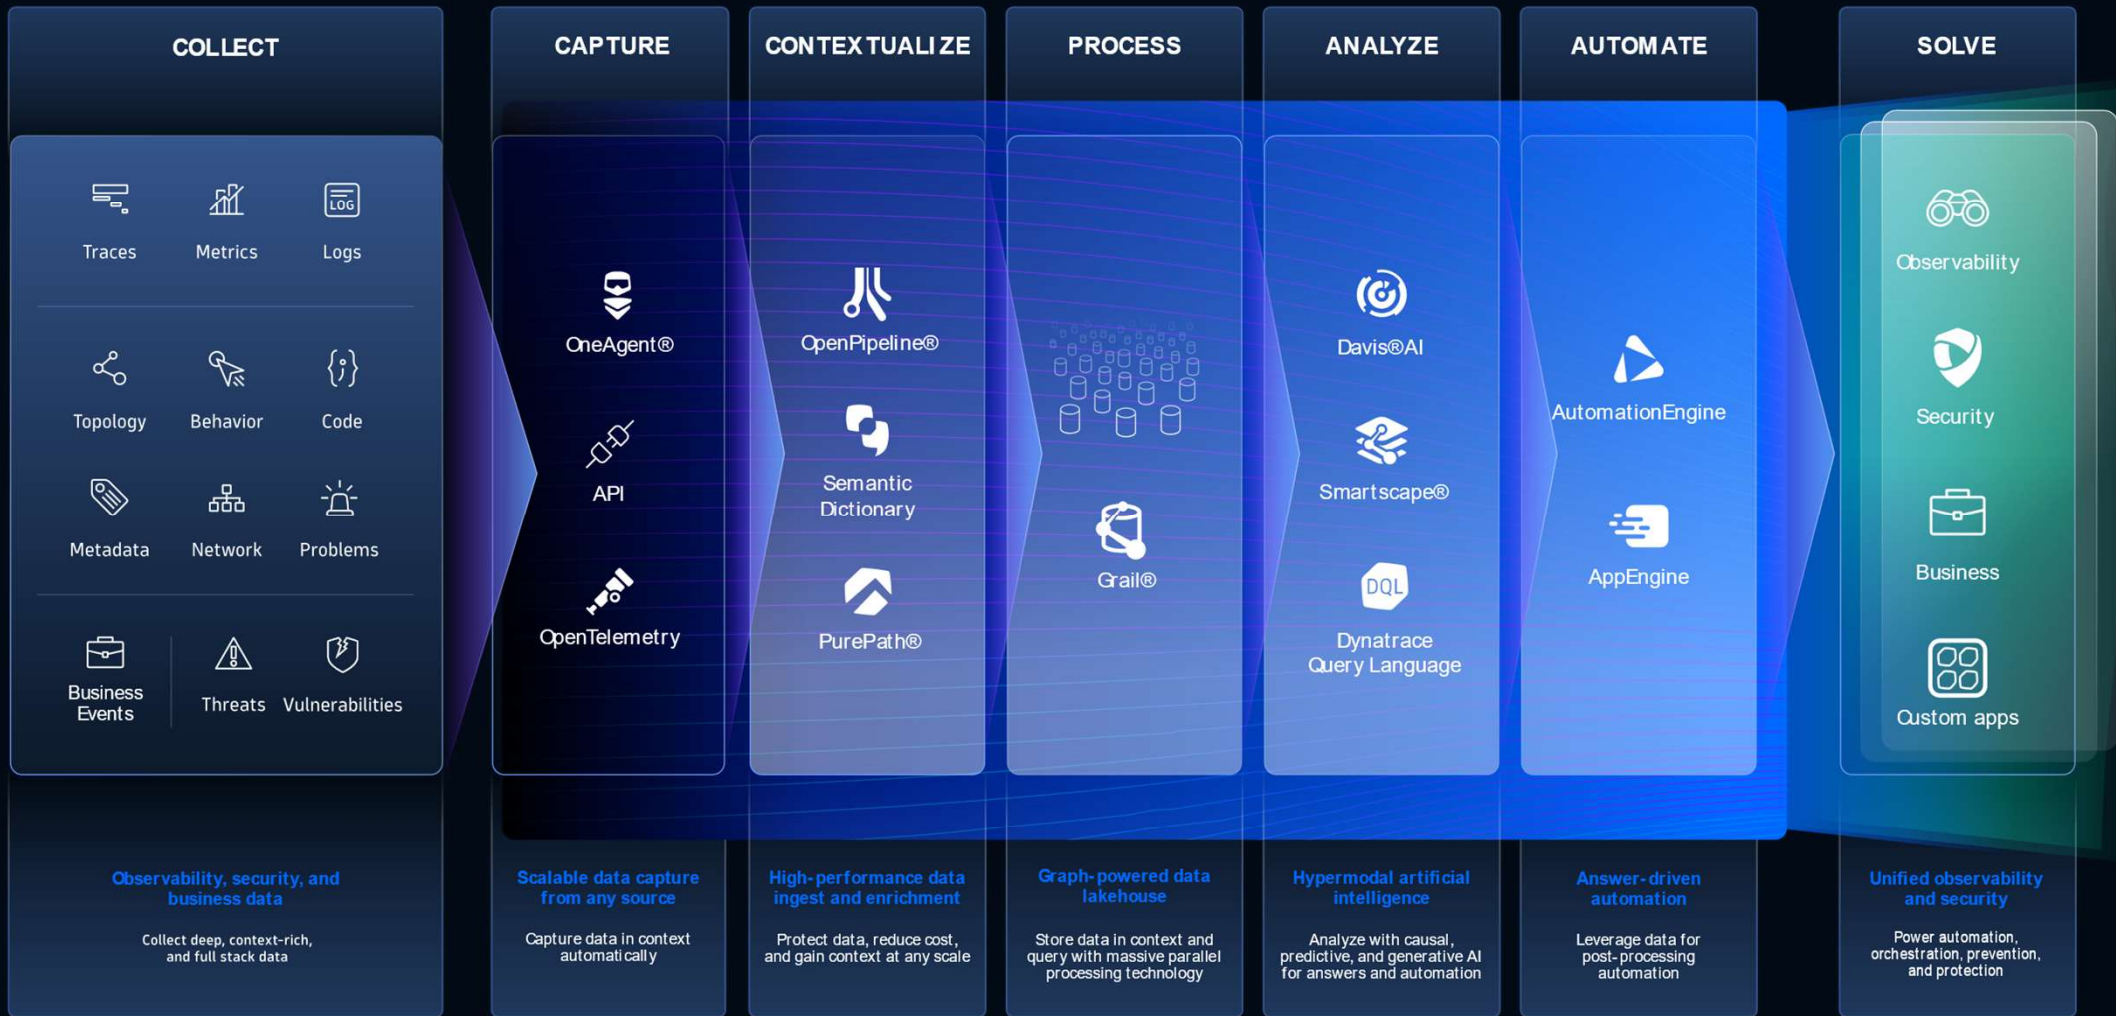 COLLECT
CAPTURE
CONTEXTUALIZE
PROCESS
ANALYZE
AUTOMATE
SOLVE
LOG
Traces
Metrics
Logs
Topology
Behavior
Code
Metadata
Network
Problems
Business
Events
Threats
Vulnerabilities
OneAgent®
API
OpenTelemetry
OpenPipeline®
Semantic
Dictionary
PurePath®
Grail®
Davis®AI
Smartscape®
DQL
Dynatrace
Query Language
AutomationEngine
AppEngine
Observability
Security
Business
Custom apps
Observability, security, and
business data
Collect deep, context-rich,
and full stack data
Scalable data capture
from any source
Capture data in context
automatically
High-performance data
ingest and enrichment
Protect data, reduce cost,
and gain context at any scale
Graph-powered data
lakehouse
Store data in context and
query with massive parallel
processing technology
Hypermodal artificial
intelligence
Analyze with causal,
predictive, and generative AI
for answers and automation
Answer-driven
automation
Leverage data for
post-processing
automation
Unified observability
and security
Power automation,
orchestration, prevention,
and protection